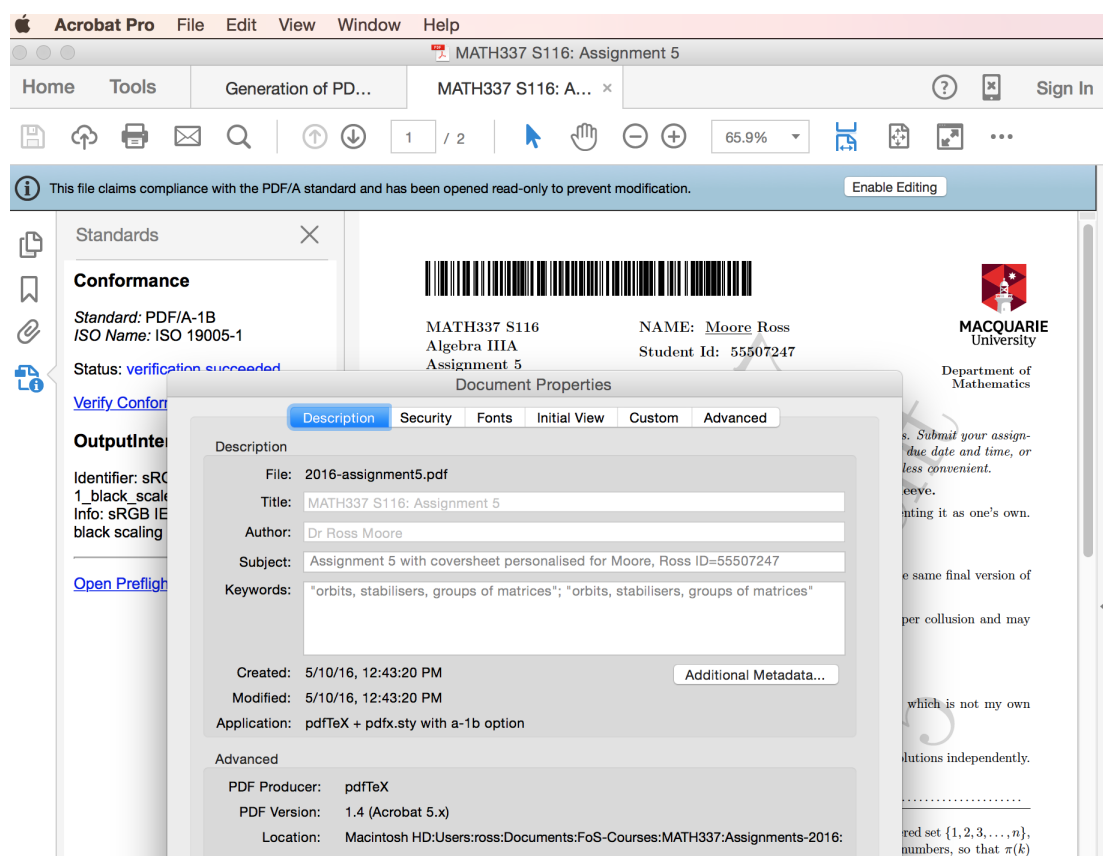 Acrobat Pro File Edit View Window Help
MATH337 S116: Assignment 5
Home Tools Generation of PD... MATH337 S116: A... × ? Sign In
1 / 2 65.9%
This file claims compliance with the PDF/A standard and has been opened read-only to prevent modification. Enable Editing
Standards
Conformance
Standard: PDF/A-1B
ISO Name: ISO 19005-1
Status: verification succeeded
Verify Confor
OutputInte
Identifier: sRG
1_black_scale
Info: sRGB IE
black scaling
Open Prefligh
MATH337 S116
Algebra IIIA
Assignment 5
NAME: Moore Ross
Student Id: 55507247
MACQUARIE
University
Department of
Mathematics
s. Submit your assign-
due date and time, or
less convenient.
eeve.
enting it as one's own.
e same final version of
per collusion and may
which is not my own
olutions independently.
ered set {1, 2, 3, . . . , n},
numbers, so that π(k)
Document Properties
Description Security Fonts Initial View Custom Advanced
Description
File: 2016-assignment5.pdf
Title: MATH337 S116: Assignment 5
Author: Dr Ross Moore
Subject: Assignment 5 with coversheet personalised for Moore, Ross ID=55507247
Keywords: "orbits, stabilisers, groups of matrices"; "orbits, stabilisers, groups of matrices"
Created: 5/10/16, 12:43:20 PM
Additional Metadata...
Modified: 5/10/16, 12:43:20 PM
Application: pdfTeX + pdfx.sty with a-1b option
Advanced
PDF Producer: pdfTeX
PDF Version: 1.4 (Acrobat 5.x)
Location: Macintosh HD:Users:ross:Documents:FoS-Courses:MATH337:Assignments-2016: